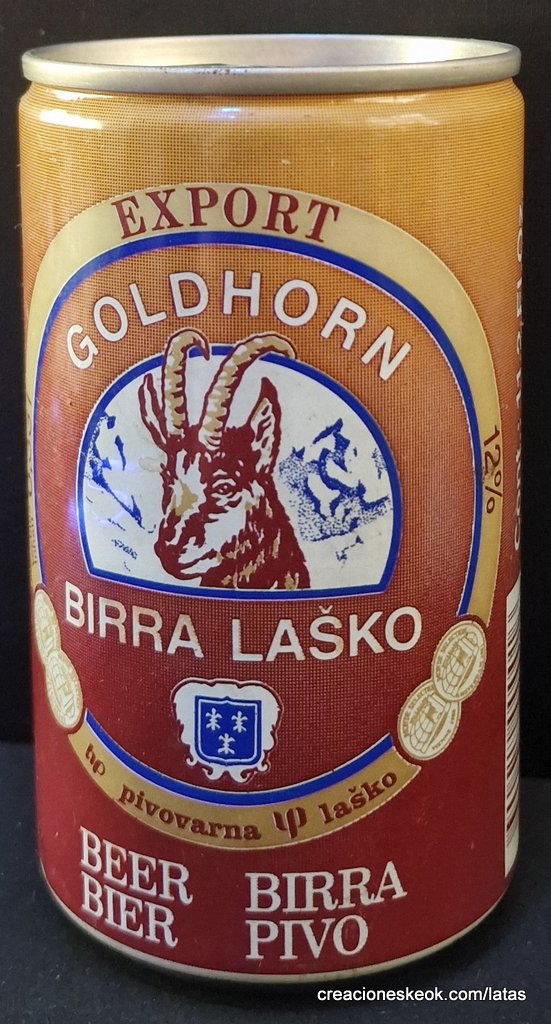 EXPORT
GOLDHORN
12%
BIRRA LAŠKO
pivovarna laško
BEER
BIER
BIRRA
PIVO
creacioneskeok.com/latas